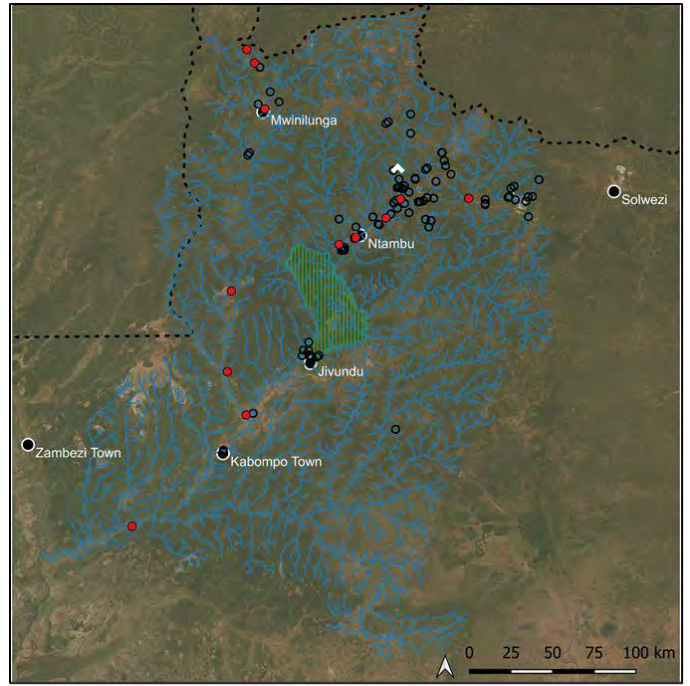 Mwinilunga
Solwezi
Ntambu
Jivundu
Zambezi Town
Kabompo Town
0 25 50 75 100 km